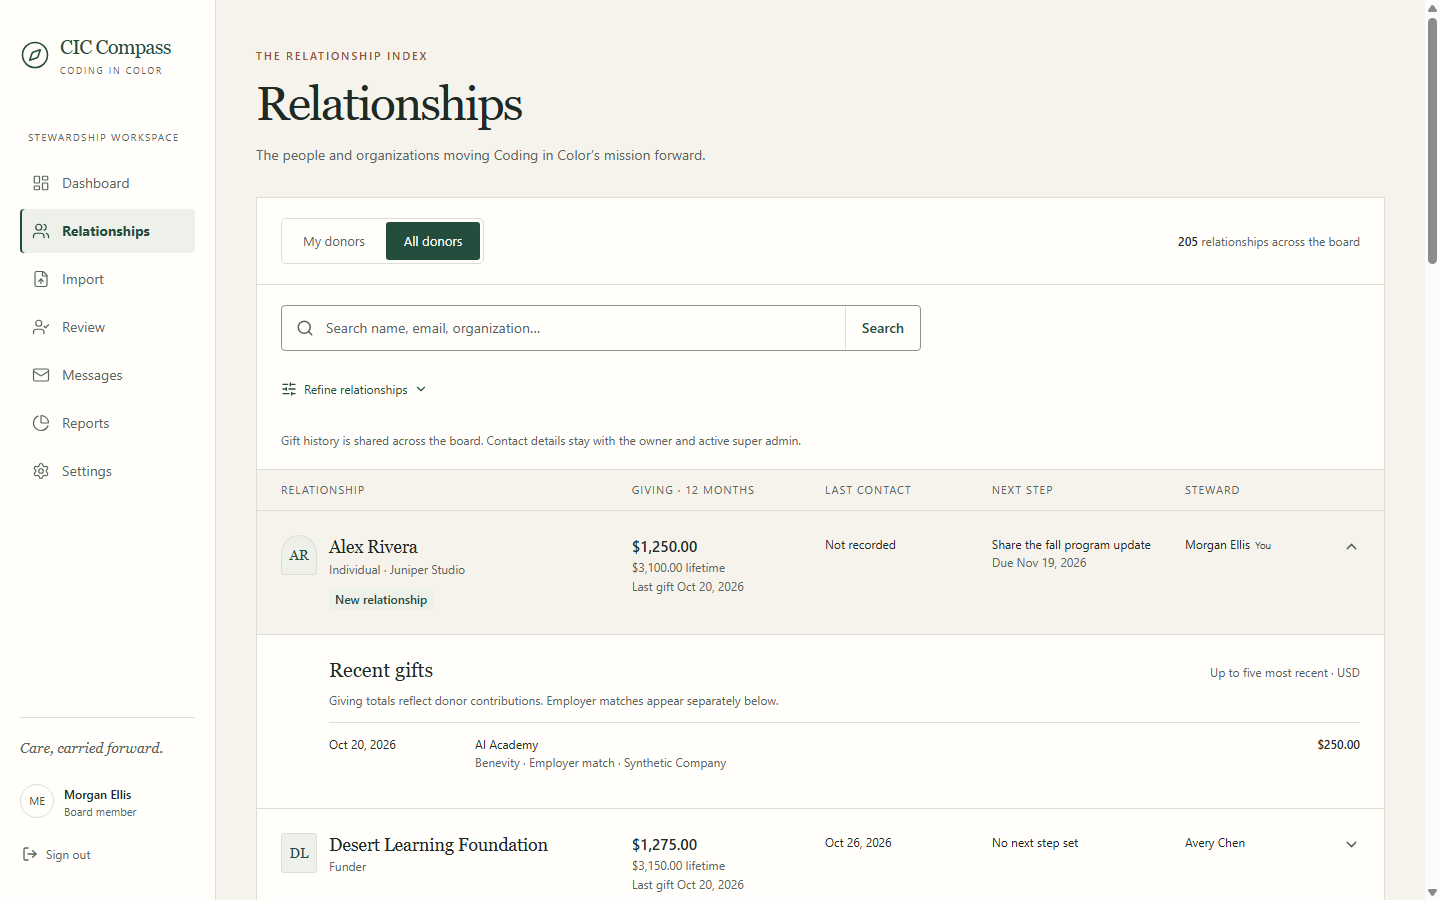 CIC Compass
CODING IN COLOR
STEWARDSHIP WORKSPACE
Dashboard
Relationships
Import
Review
Messages
Reports
Settings
Care, carried forward.
ME
Morgan Ellis
Board member
Sign out
THE RELATIONSHIP INDEX
Relationships
The people and organizations moving Coding in Color's mission forward.
My donors
All donors
205 relationships across the board
Search name, email, organization...
Search
Refine relationships
Gift history is shared across the board. Contact details stay with the owner and active super admin.
RELATIONSHIP GIVING · 12 MONTHS LAST CONTACT NEXT STEP STEWARD
AR
Alex Rivera
Individual · Juniper Studio
New relationship
$1,250.00
$3,100.00 lifetime
Last gift Oct 20, 2026
Not recorded
Share the fall program update
Due Nov 19, 2026
Morgan Ellis You
Recent gifts
Up to five most recent · USD
Giving totals reflect donor contributions. Employer matches appear separately below.
Oct 20, 2026
AI Academy
Benevity · Employer match · Synthetic Company
$250.00
DL
Desert Learning Foundation
Funder
$1,275.00
$3,150.00 lifetime
Last gift Oct 20, 2026
Oct 26, 2026
No next step set
Avery Chen